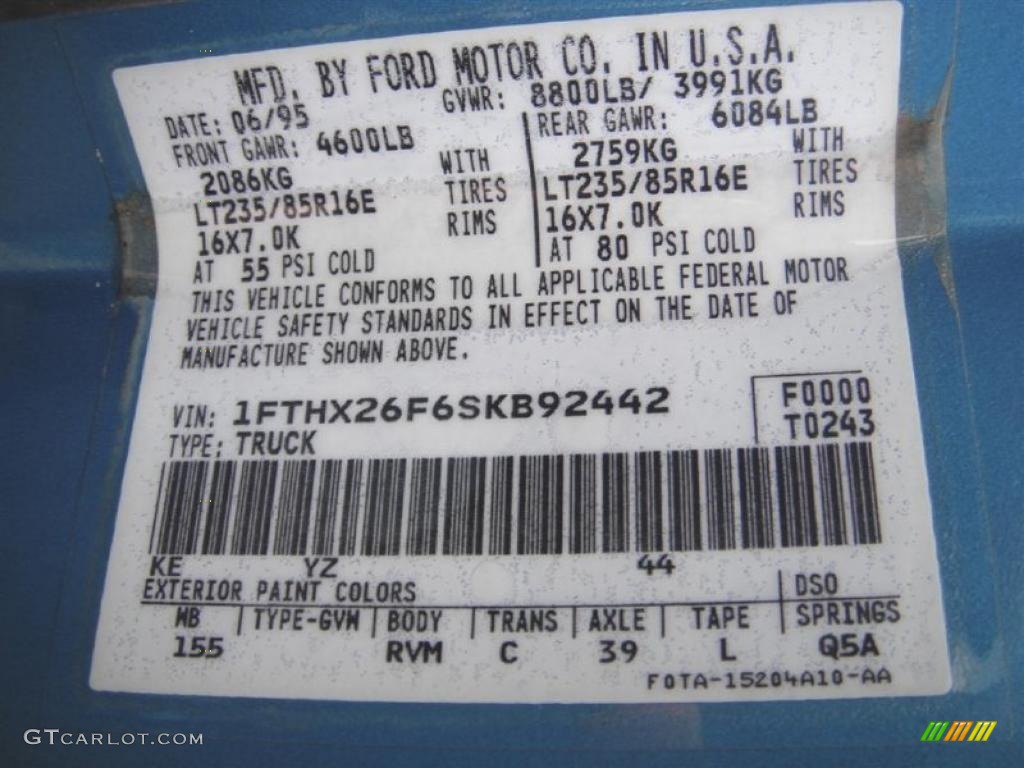 MFD. BY FORD MOTOR CO. IN U.S.A.
DATE: 06/95 GVWR: 8800LB/ 3991KG
FRONT GAWR: 4600LB REAR GAWR: 6084LB
2086KG WITH 2759KG WITH
LT235/85R16E TIRES LT235/85R16E TIRES
16X7.0K RIMS 16X7.0K RIMS
AT 55 PSI COLD AT 80 PSI COLD
THIS VEHICLE CONFORMS TO ALL APPLICABLE FEDERAL MOTOR
VEHICLE SAFETY STANDARDS IN EFFECT ON THE DATE OF
MANUFACTURE SHOWN ABOVE.
VIN: 1FTHX26F6SKB92442 F0000
TYPE: TRUCK T0243
KE YZ 44
EXTERIOR PAINT COLORS DSO
WB TYPE-GVW BODY TRANS AXLE TAPE SPRINGS
155 RVM C 39 L Q5A
F0TA-15204A10-AA
GTCARLOT.COM